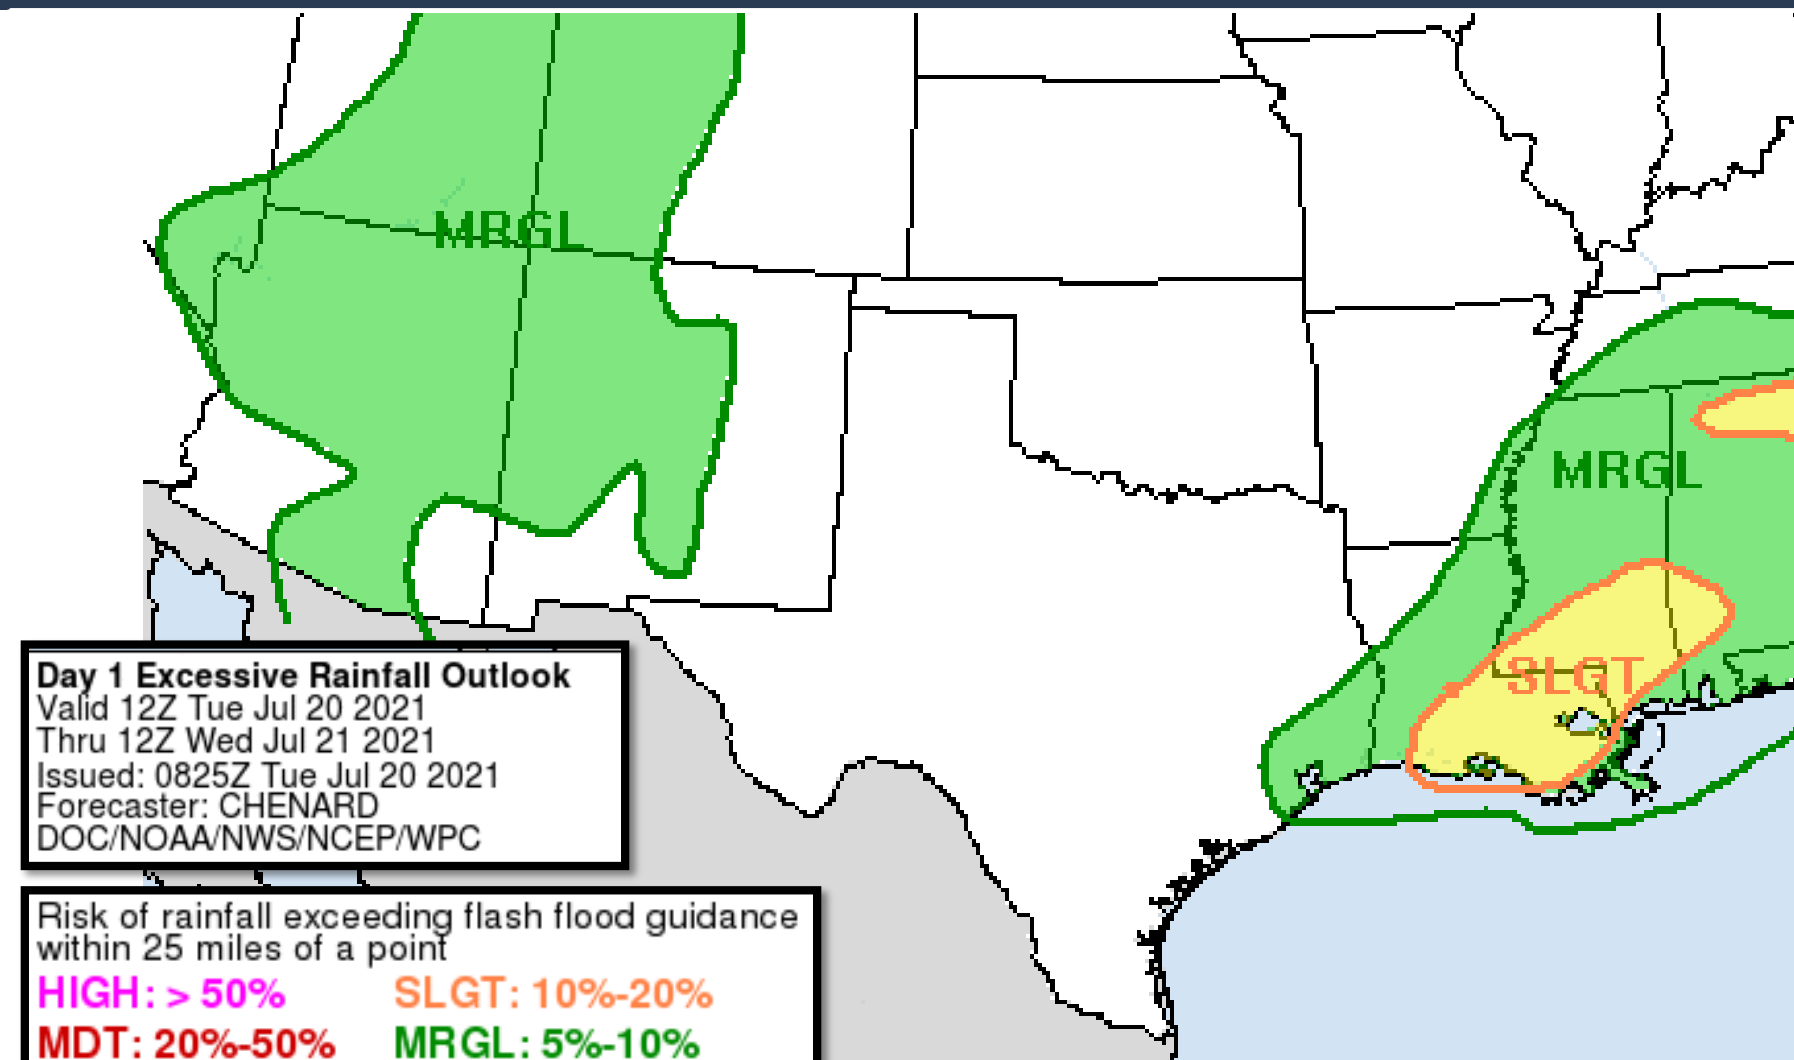 MRGL
MRGL
SLGT
Day 1 Excessive Rainfall Outlook
Valid 12Z Tue Jul 20 2021
Thru 12Z Wed Jul 21 2021
Issued: 0825Z Tue Jul 20 2021
Forecaster: CHENARD
DOC/NOAA/NWS/NCEP/WPC
Risk of rainfall exceeding flash flood guidance
within 25 miles of a point
HIGH: > 50% SLGT: 10%-20%
MDT: 20%-50% MRGL: 5%-10%